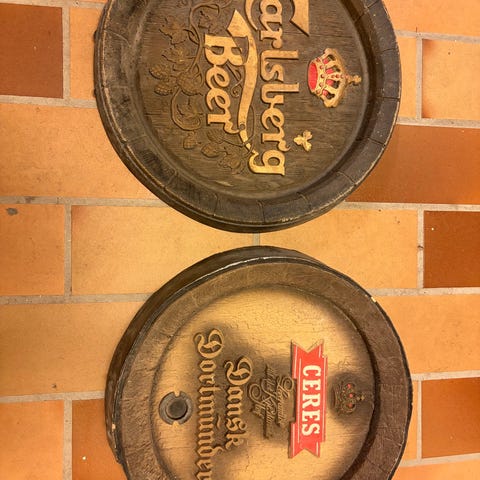 Carlsberg
Beer
CERES
Dansk
Dortmunder